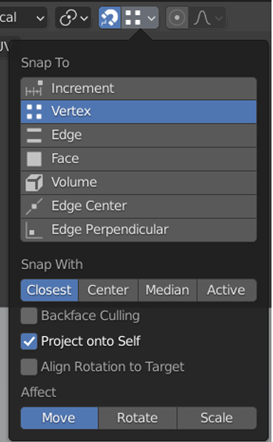 cal
Snap To
Increment
Vertex
Edge
Face
Volume
Edge Center
Edge Perpendicular
Snap With
Closest Center Median Active
Backface Culling
Project onto Self
Align Rotation to Target
Affect
Move Rotate Scale